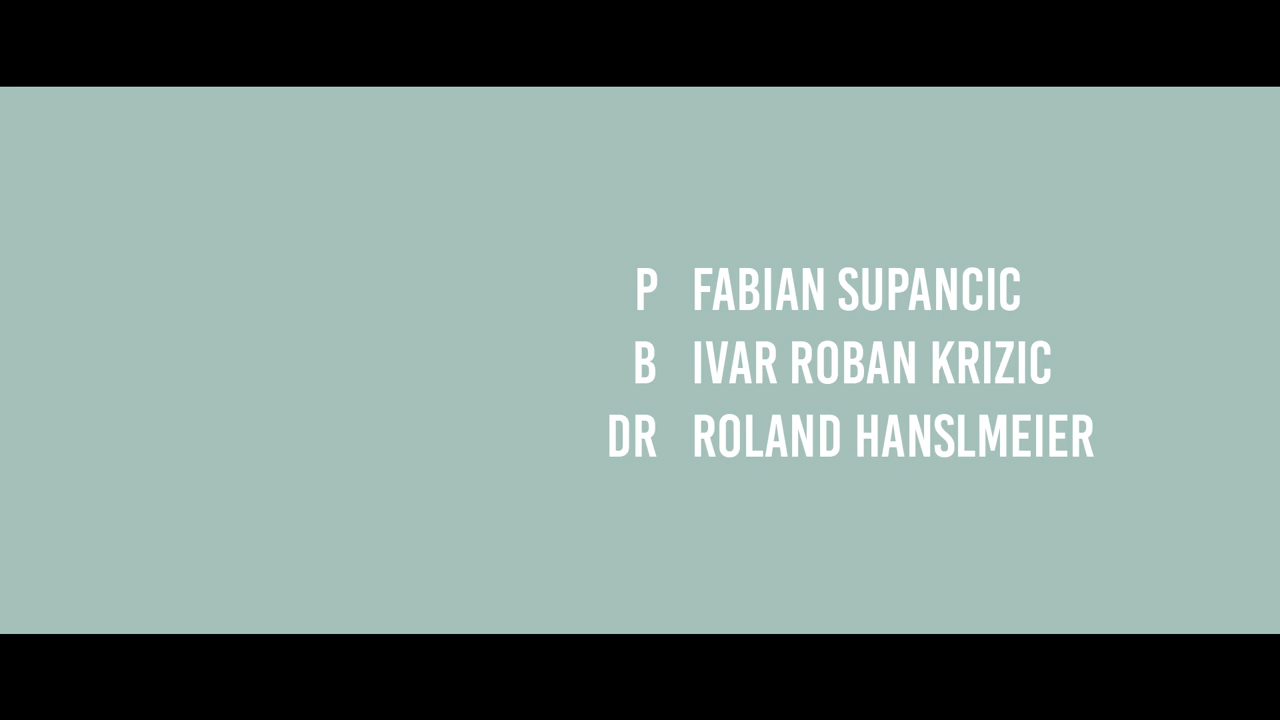 P FABIAN SUPANCIC
B IVAR ROBAN KRIZIC
DR ROLAND HANSLMEIER